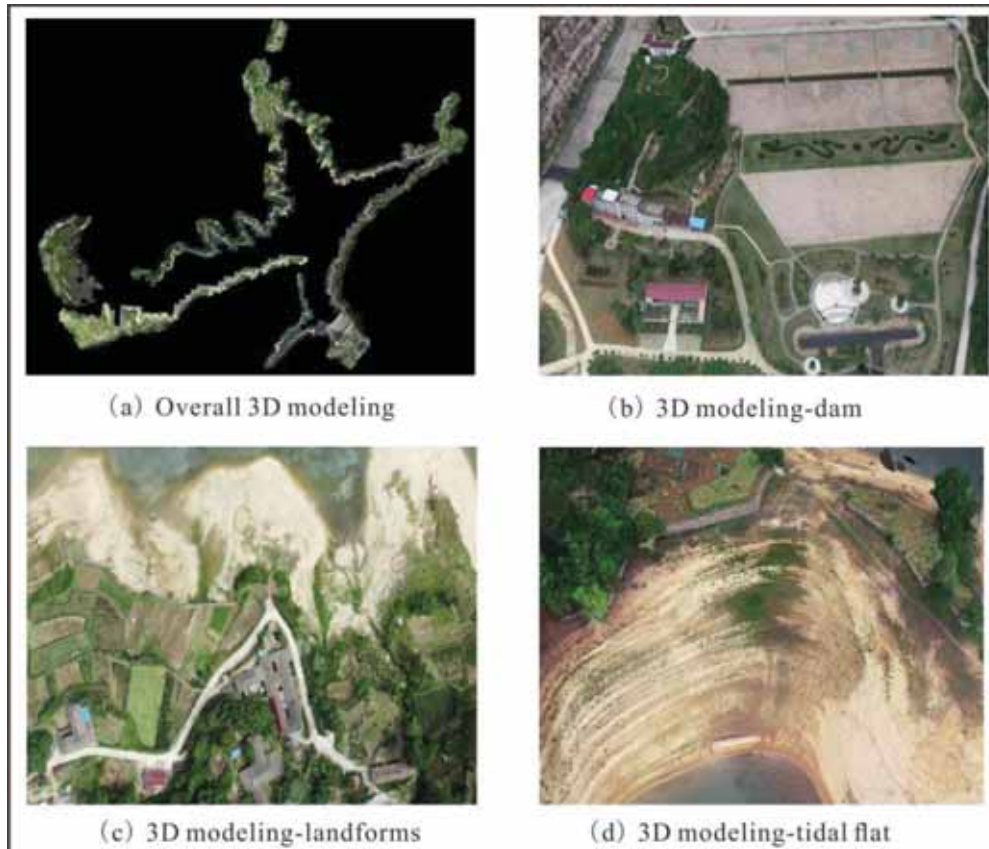 (a) Overall 3D modeling
(b) 3D modeling-dam
(c) 3D modeling-landforms
(d) 3D modeling-tidal flat